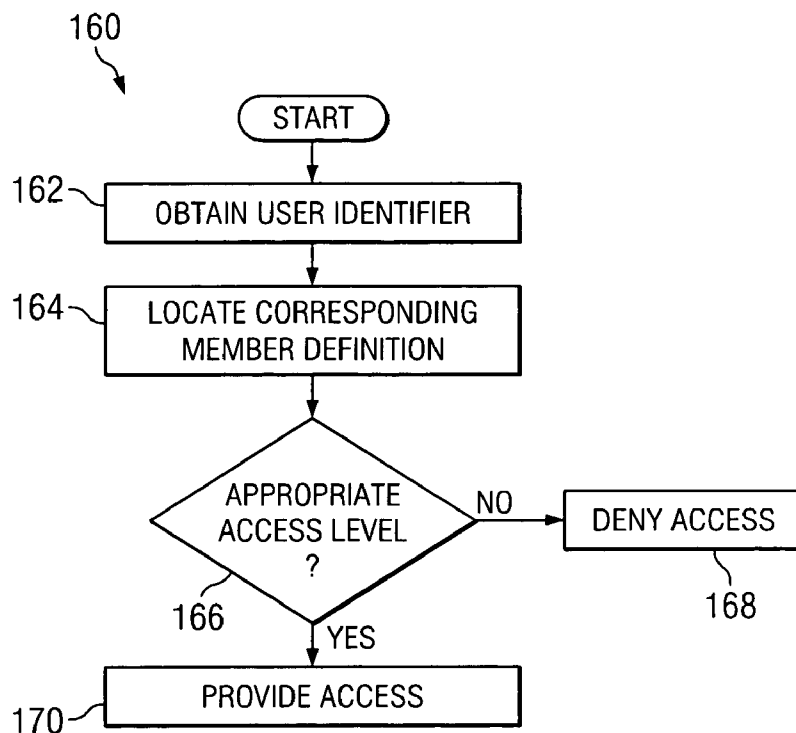 160
START
162
OBTAIN USER IDENTIFIER
164
LOCATE CORRESPONDING
MEMBER DEFINITION
APPROPRIATE
ACCESS LEVEL
?
NO
DENY ACCESS
166
168
YES
PROVIDE ACCESS
170